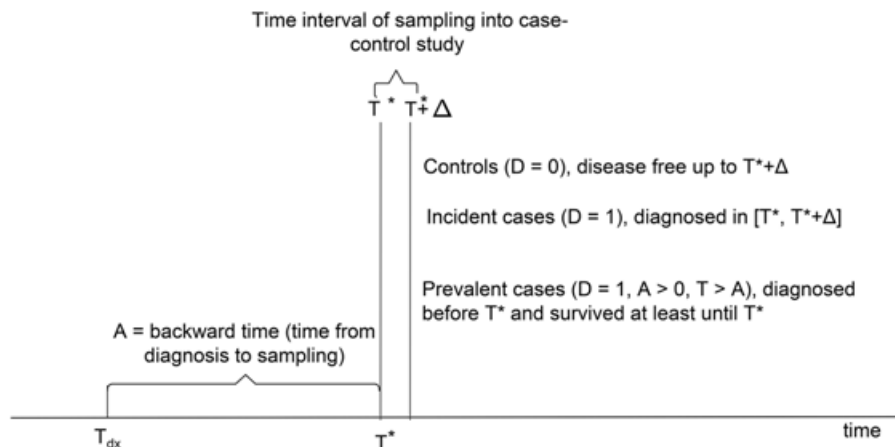 Time interval of sampling into case-
control study
T * T+* Δ
Controls (D = 0), disease free up to T*+Δ
Incident cases (D = 1), diagnosed in [T*, T*+Δ]
Prevalent cases (D = 1, A > 0, T > A), diagnosed
before T* and survived at least until T*
A = backward time (time from
diagnosis to sampling)
T_dx
T*
time